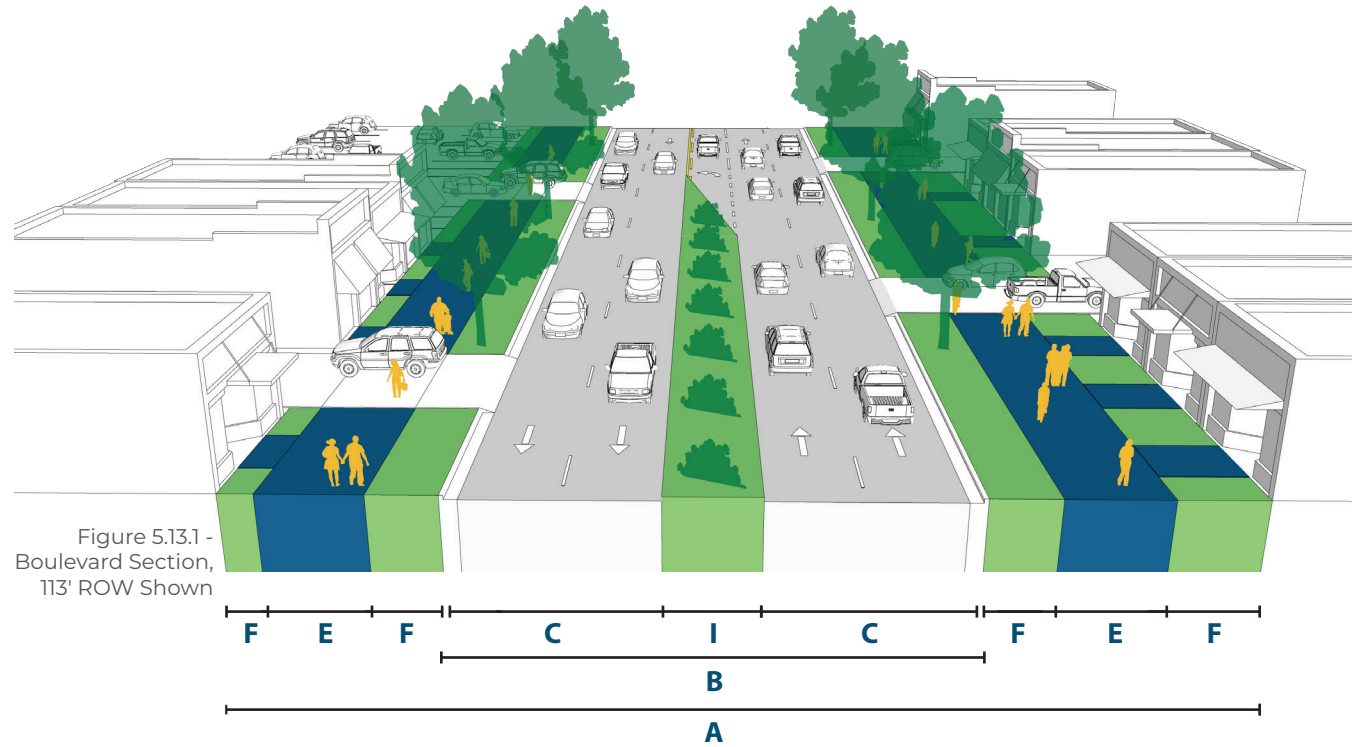 Figure 5.13.1 -
Boulevard Section,
113' ROW Shown
F E F C I C F E F
B
A